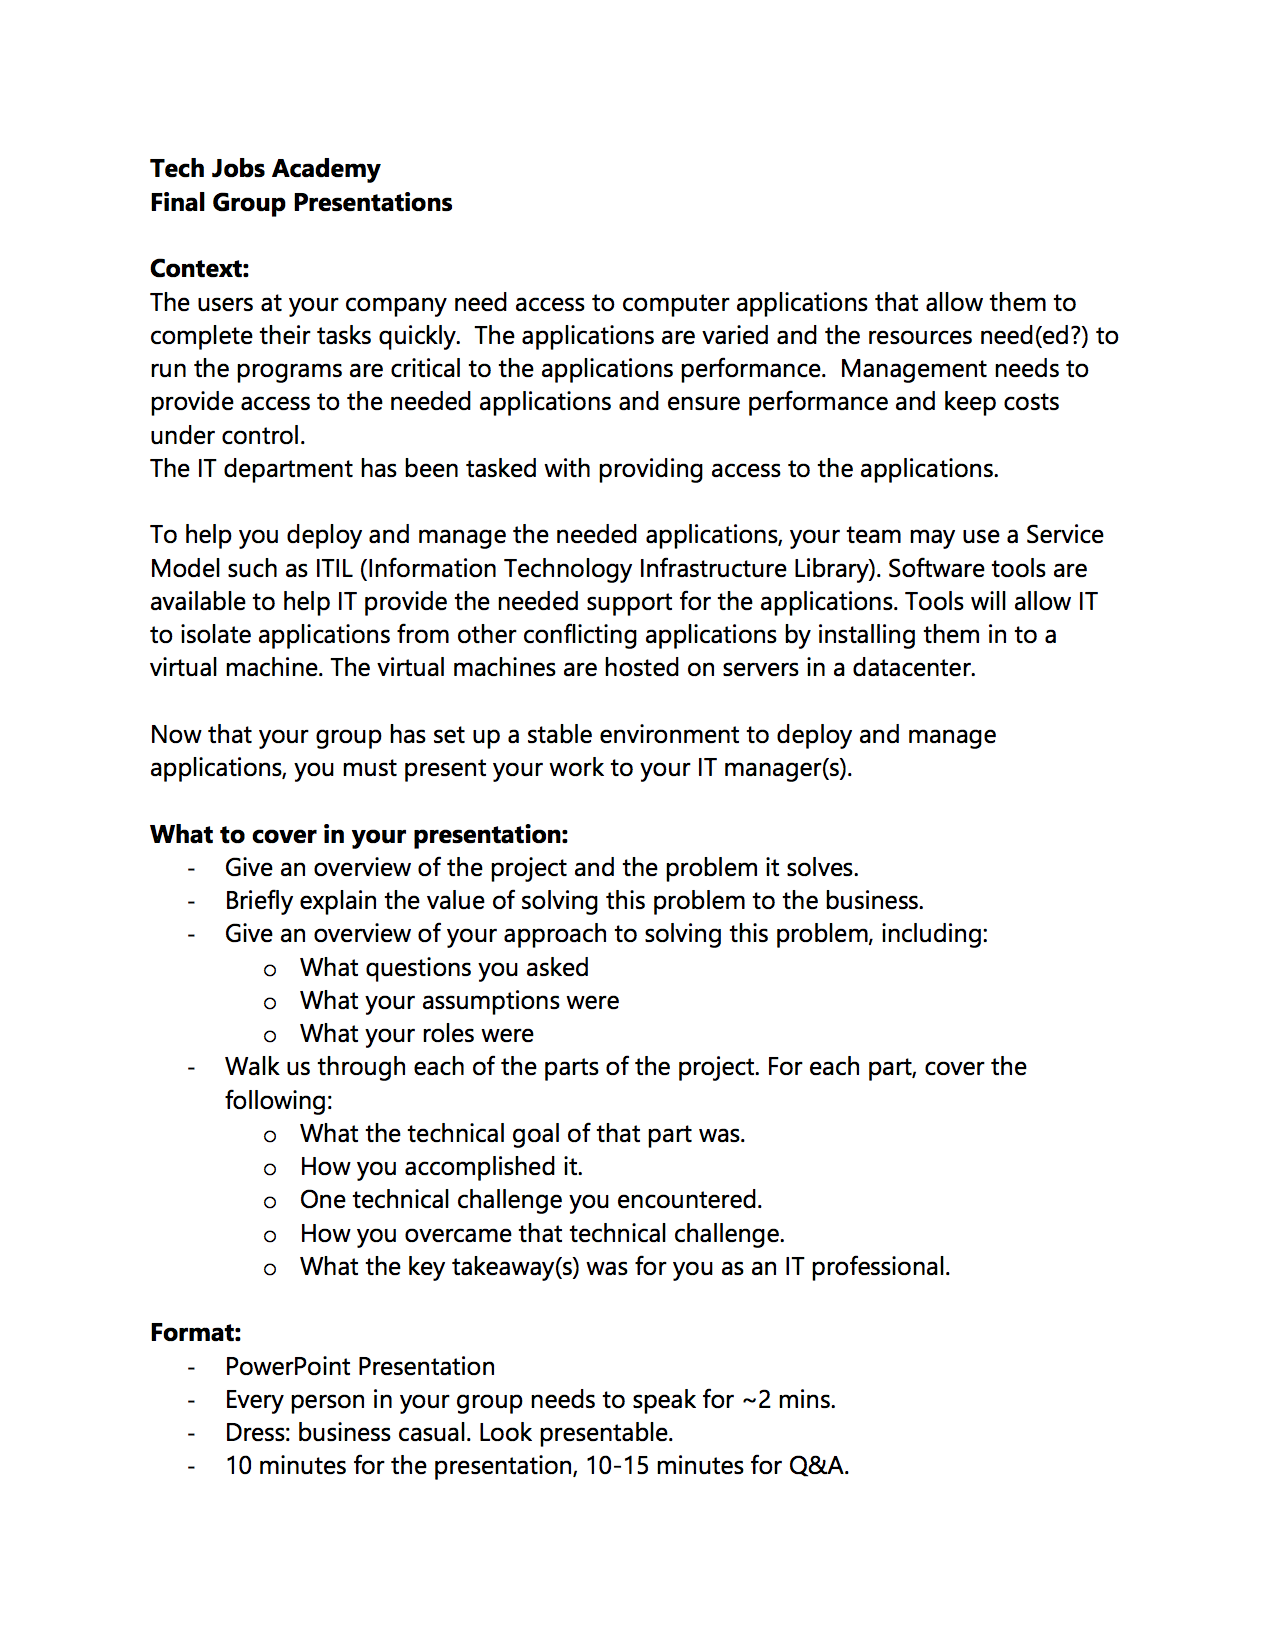 Tech Jobs Academy
Final Group Presentations
Context:
The users at your company need access to computer applications that allow them to
complete their tasks quickly.  The applications are varied and the resources need(ed?) to
run the programs are critical to the applications performance.  Management needs to
provide access to the needed applications and ensure performance and keep costs
under control.
The IT department has been tasked with providing access to the applications.
To help you deploy and manage the needed applications, your team may use a Service
Model such as ITIL (Information Technology Infrastructure Library). Software tools are
available to help IT provide the needed support for the applications. Tools will allow IT
to isolate applications from other conflicting applications by installing them in to a
virtual machine. The virtual machines are hosted on servers in a datacenter.
Now that your group has set up a stable environment to deploy and manage
applications, you must present your work to your IT manager(s).
What to cover in your presentation:
- Give an overview of the project and the problem it solves.
- Briefly explain the value of solving this problem to the business.
- Give an overview of your approach to solving this problem, including:
o What questions you asked
o What your assumptions were
o What your roles were
- Walk us through each of the parts of the project. For each part, cover the
following:
o What the technical goal of that part was.
o How you accomplished it.
o One technical challenge you encountered.
o How you overcame that technical challenge.
o What the key takeaway(s) was for you as an IT professional.
Format:
- PowerPoint Presentation
- Every person in your group needs to speak for ~2 mins.
- Dress: business casual. Look presentable.
- 10 minutes for the presentation, 10-15 minutes for Q&A.